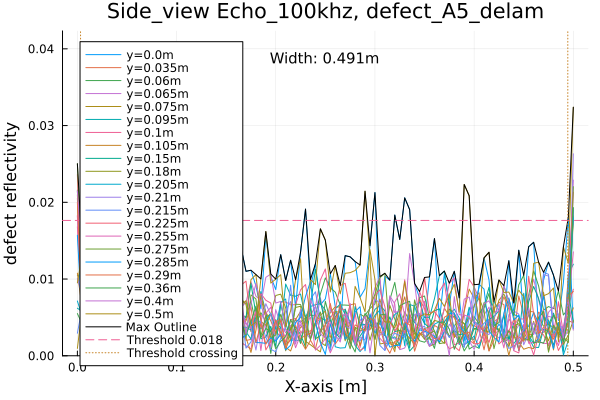 Side_view Echo_100khz, defect_A5_delam
Width: 0.491m
defect reflectivity
0.04
0.03
0.02
0.01
0.00
y=0.0m
y=0.035m
y=0.06m
y=0.065m
y=0.075m
y=0.095m
y=0.1m
y=0.105m
y=0.15m
y=0.18m
y=0.205m
y=0.21m
y=0.215m
y=0.225m
y=0.255m
y=0.275m
y=0.285m
y=0.29m
y=0.36m
y=0.4m
y=0.5m
Max Outline
Threshold 0.018
Threshold crossing
0.0 0.1 0.2 0.3 0.4 0.5
X-axis [m]